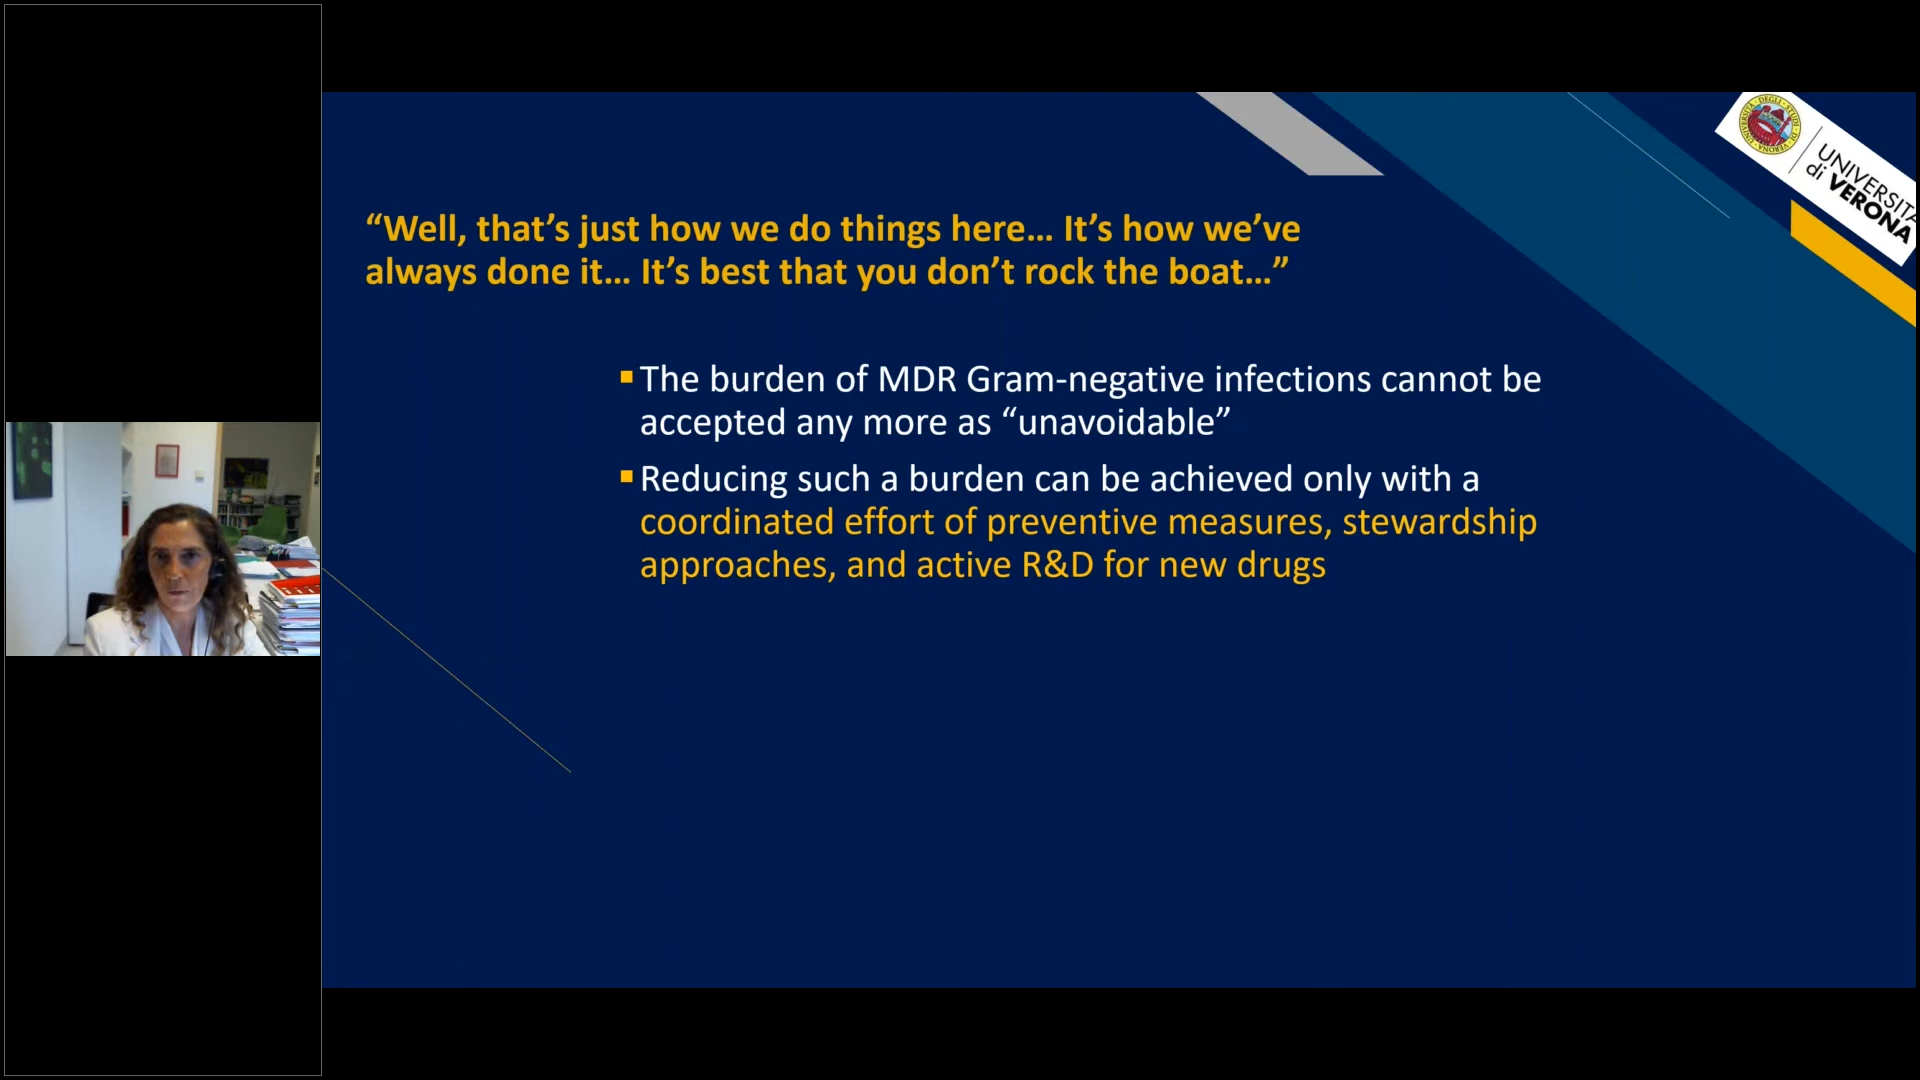 “Well, that’s just how we do things here… It’s how we’ve
always done it… It’s best that you don’t rock the boat…”
The burden of MDR Gram-negative infections cannot be
accepted any more as “unavoidable”
Reducing such a burden can be achieved only with a
coordinated effort of preventive measures, stewardship
approaches, and active R&D for new drugs
UNIVERSITÀ
di VERONA